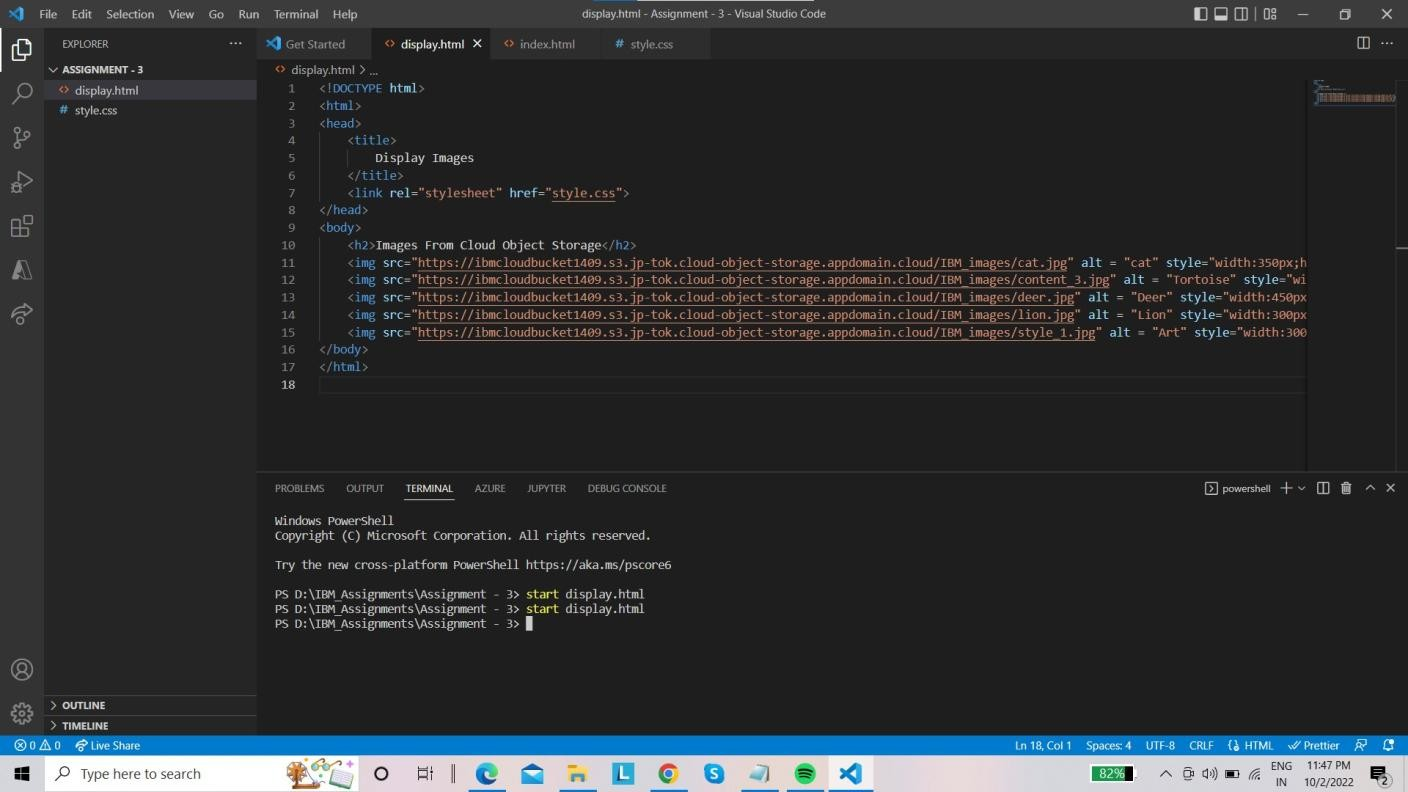 File Edit Selection View Go Run Terminal Help
display.html - Assignment - 3 - Visual Studio Code
EXPLORER
ASSIGNMENT - 3
display.html
style.css
OUTLINE
TIMELINE
Get Started display.html index.html style.css
display.html > ...
1 <!DOCTYPE html>
2 <html>
3 <head>
4 <title>
5 Display Images
6 </title>
7 <link rel="stylesheet" href="style.css">
8 </head>
9 <body>
10 <h2>Images From Cloud Object Storage</h2>
11 <img src="https://ibmcloudbucket1409.s3.jp-tok.cloud-object-storage.appdomain.cloud/IBM_images/cat.jpg" alt = "cat" style="width:350px;h
12 <img src="https://ibmcloudbucket1409.s3.jp-tok.cloud-object-storage.appdomain.cloud/IBM_images/content_3.jpg" alt = "Tortoise" style="wi
13 <img src="https://ibmcloudbucket1409.s3.jp-tok.cloud-object-storage.appdomain.cloud/IBM_images/deer.jpg" alt = "Deer" style="width:450px
14 <img src="https://ibmcloudbucket1409.s3.jp-tok.cloud-object-storage.appdomain.cloud/IBM_images/lion.jpg" alt = "Lion" style="width:300px
15 <img src="https://ibmcloudbucket1409.s3.jp-tok.cloud-object-storage.appdomain.cloud/IBM_images/style_1.jpg" alt = "Art" style="width:300
16 </body>
17 </html>
18
PROBLEMS OUTPUT TERMINAL AZURE JUPYTER DEBUG CONSOLE
powershell
Windows PowerShell
Copyright (C) Microsoft Corporation. All rights reserved.
Try the new cross-platform PowerShell https://aka.ms/pscore6
PS D:\IBM_Assignments\Assignment - 3> start display.html
PS D:\IBM_Assignments\Assignment - 3> start display.html
PS D:\IBM_Assignments\Assignment - 3>
0 0 Live Share
Ln 18, Col 1 Spaces: 4 UTF-8 CRLF HTML Prettier
Type here to search
L
S
82%
ENG
IN
11:47 PM
10/2/2022
2